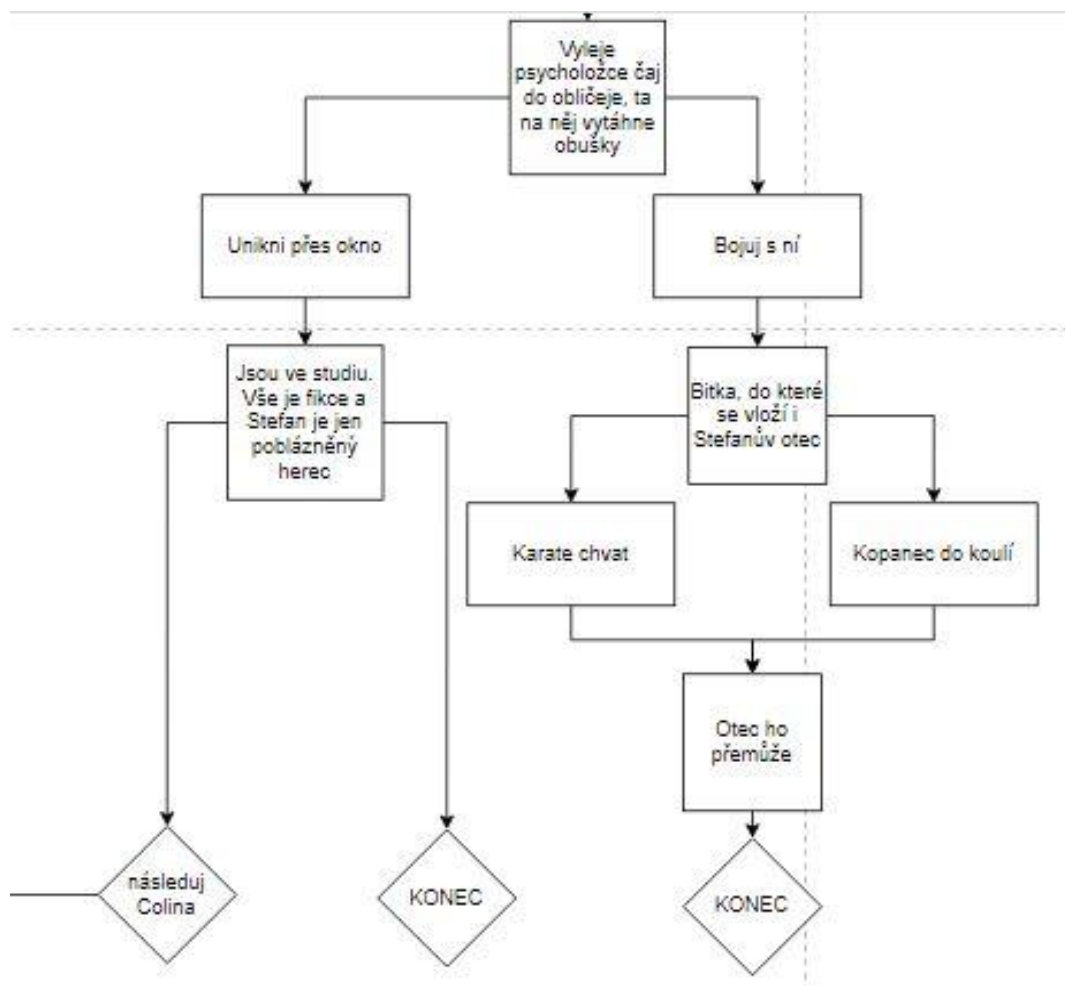 Vyleje
psycholožce čaj
do obličeje, ta
na něj vytáhne
obušky
Unikni přes okno
Bojuj s ní
Jsou ve studiu.
Vše je fikce a
Stefan je jen
poblázněný
herec
Bitka, do které
se vloží i
Stefanův otec
Karate chvat
Kopanec do koulí
Otec ho
přemůže
následuj
Colina
KONEC
KONEC